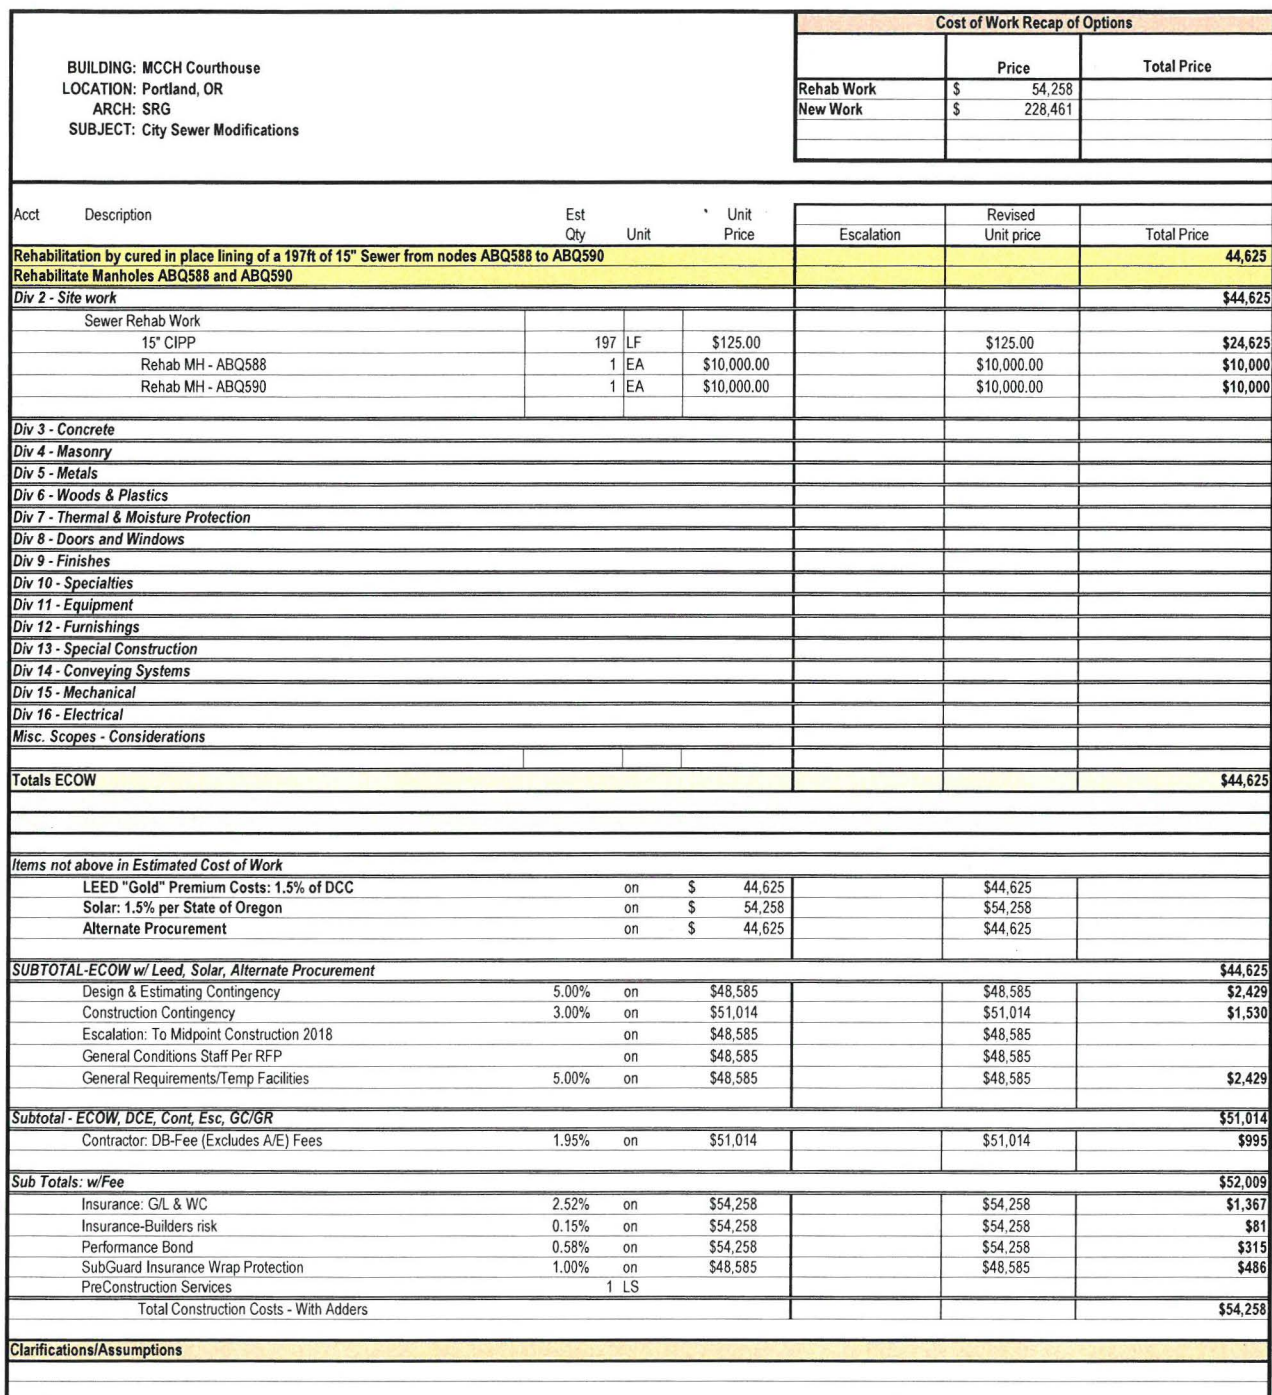 Cost of Work Recap of Options
Price Total Price
BUILDING: MCCH Courthouse
LOCATION: Portland, OR
ARCH: SRG
SUBJECT: City Sewer Modifications
Rehab Work $ 54,258
New Work $ 228,461
Acct Description Est Unit Revised
Qty Unit Price Escalation Unit price Total Price
Rehabilitation by cured in place lining of a 197ft of 15" Sewer from nodes ABQ588 to ABQ590 44,625
Rehabilitate Manholes ABQ588 and ABQ590
Div 2 - Site work $44,625
Sewer Rehab Work
15" CIPP 197 LF $125.00 $125.00 $24,625
Rehab MH - ABQ588 1 EA $10,000.00 $10,000.00 $10,000
Rehab MH - ABQ590 1 EA $10,000.00 $10,000.00 $10,000
Div 3 - Concrete
Div 4 - Masonry
Div 5 - Metals
Div 6 - Woods & Plastics
Div 7 - Thermal & Moisture Protection
Div 8 - Doors and Windows
Div 9 - Finishes
Div 10 - Specialties
Div 11 - Equipment
Div 12 - Furnishings
Div 13 - Special Construction
Div 14 - Conveying Systems
Div 15 - Mechanical
Div 16 - Electrical
Misc. Scopes - Considerations
Totals ECOW $44,625
Items not above in Estimated Cost of Work
LEED "Gold" Premium Costs: 1.5% of DCC on $ 44,625 $44,625
Solar: 1.5% per State of Oregon on $ 54,258 $54,258
Alternate Procurement on $ 44,625 $44,625
SUBTOTAL-ECOW w/ Leed, Solar, Alternate Procurement $44,625
Design & Estimating Contingency 5.00% on $48,585 $48,585 $2,429
Construction Contingency 3.00% on $51,014 $51,014 $1,530
Escalation: To Midpoint Construction 2018 on $48,585 $48,585
General Conditions Staff Per RFP on $48,585 $48,585
General Requirements/Temp Facilities 5.00% on $48,585 $48,585 $2,429
Subtotal - ECOW, DCE, Cont, Esc, GC/GR $51,014
Contractor: DB-Fee (Excludes A/E) Fees 1.95% on $51,014 $51,014 $995
Sub Totals: w/Fee $52,009
Insurance: G/L & WC 2.52% on $54,258 $54,258 $1,367
Insurance-Builders risk 0.15% on $54,258 $54,258 $81
Performance Bond 0.58% on $54,258 $54,258 $315
SubGuard Insurance Wrap Protection 1.00% on $48,585 $48,585 $486
PreConstruction Services 1 LS
Total Construction Costs - With Adders $54,258
Clarifications/Assumptions